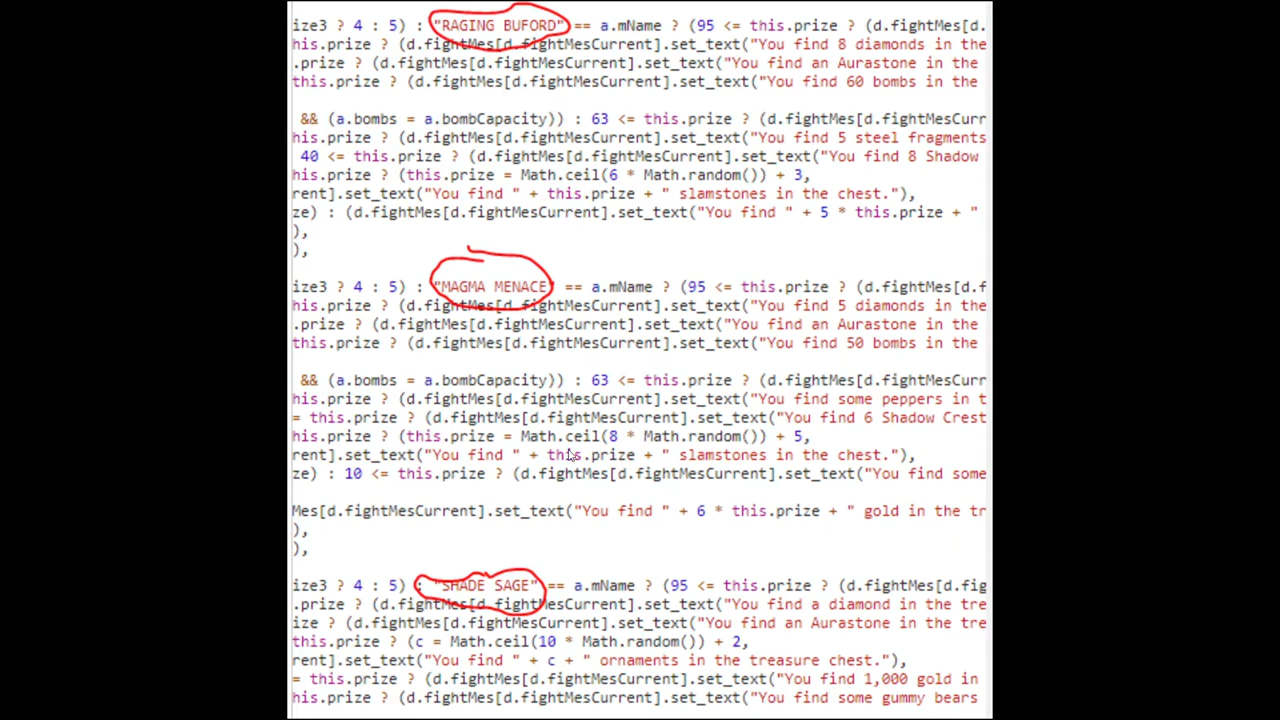 ize3 ? 4 : 5) : "RAGING BUFORD" == a.mName ? (95 <= this.prize ? (d.
his.prize ? (d.fightMes[d.fightMesCurrent].set_text("You find 8 diamonds in the
.prize ? (d.fightMes[d.fightMesCurrent].set_text("You find an Aurastone in the
this.prize ? (d.fightMes[d.fightMesCurrent].set_text("You find 60 bombs in the
&& (a.bombs = a.bombCapacity)) : 63 <= this.prize ? (d.fightMes[d.fightMesCurr
his.prize ? (d.fightMes[d.fightMesCurrent].set_text("You find 5 steel fragments
40 <= this.prize ? (d.fightMes[d.fightMesCurrent].set_text("You find 8 Shadow
his.prize ? (this.prize = Math.ceil(6 * Math.random()) + 3,
rent].set_text("You find " + this.prize + " slamstones in the chest."),
ze) : (d.fightMes[d.fightMesCurrent].set_text("You find " + 5 * this.prize + "
),
),
ize3 ? 4 : 5) : "MAGMA MENACE" == a.mName ? (95 <= this.prize ? (d.f
his.prize ? (d.fightMes[d.fightMesCurrent].set_text("You find 5 diamonds in the
.prize ? (d.fightMes[d.fightMesCurrent].set_text("You find an Aurastone in the
this.prize ? (d.fightMes[d.fightMesCurrent].set_text("You find 50 bombs in the
&& (a.bombs = a.bombCapacity)) : 63 <= this.prize ? (d.fightMes[d.fightMesCurr
his.prize ? (d.fightMes[d.fightMesCurrent].set_text("You find some peppers in t
= this.prize ? (d.fightMes[d.fightMesCurrent].set_text("You find 6 Shadow Crest
his.prize ? (this.prize = Math.ceil(8 * Math.random()) + 5,
rent].set_text("You find " + this.prize + " slamstones in the chest."),
ze) : 10 <= this.prize ? (d.fightMes[d.fightMesCurrent].set_text("You find some
Mes[d.fightMesCurrent].set_text("You find " + 6 * this.prize + " gold in the tr
),
),
ize3 ? 4 : 5) : "SHADE SAGE" == a.mName ? (95 <= this.prize ? (d.fig
.prize ? (d.fightMes[d.fightMesCurrent].set_text("You find a diamond in the tre
ize ? (d.fightMes[d.fightMesCurrent].set_text("You find an Aurastone in the tre
this.prize ? (c = Math.ceil(10 * Math.random()) + 2,
rent].set_text("You find " + c + " ornaments in the treasure chest."),
= this.prize ? (d.fightMes[d.fightMesCurrent].set_text("You find 1,000 gold in
his.prize ? (d.fightMes[d.fightMesCurrent].set_text("You find some gummy bears